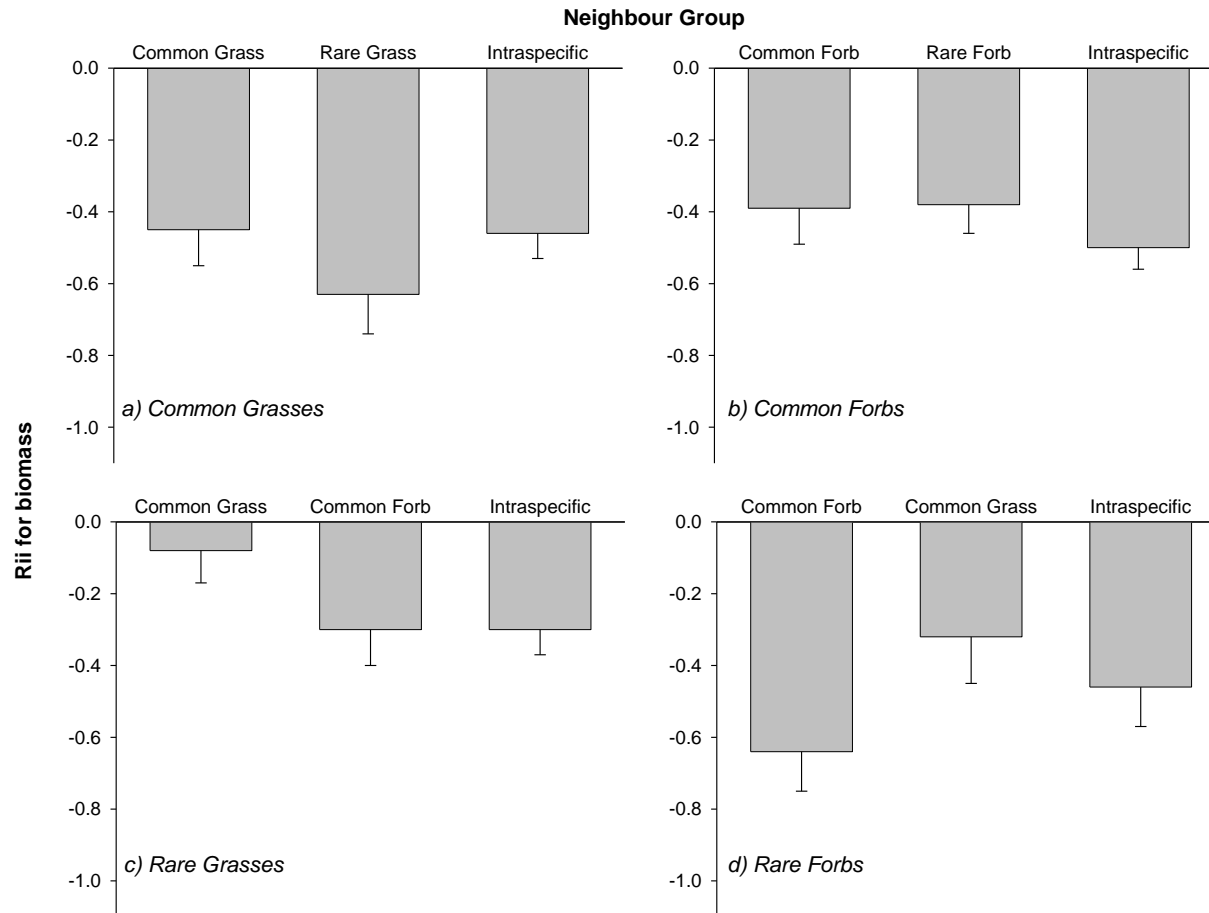 Neighbour Group
Common Grass Rare Grass Intraspecific
0.0
-0.2
-0.4
-0.6
-0.8
-1.0
a) Common Grasses
Common Forb Rare Forb Intraspecific
0.0
-0.2
-0.4
-0.6
-0.8
-1.0
b) Common Forbs
Rii for biomass
Common Grass Common Forb Intraspecific
0.0
-0.2
-0.4
-0.6
-0.8
-1.0
c) Rare Grasses
Common Forb Common Grass Intraspecific
0.0
-0.2
-0.4
-0.6
-0.8
-1.0
d) Rare Forbs